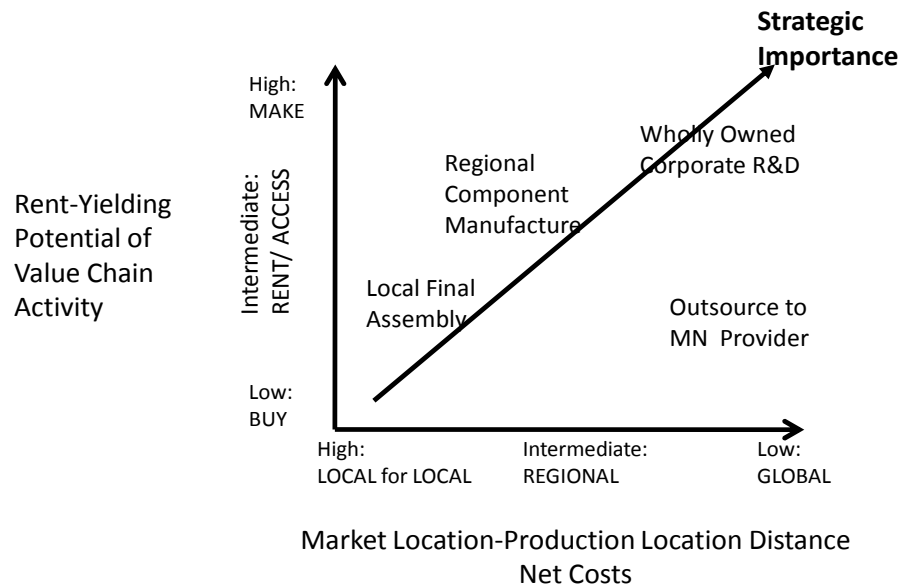 Strategic
Importance
High:
MAKE
Wholly Owned
Corporate R&D
Regional
Component
Manufacture
Rent-Yielding
Potential of
Value Chain
Activity
Intermediate:
RENT/ ACCESS
Local Final
Assembly
Outsource to
MN Provider
Low:
BUY
High:
LOCAL for LOCAL
Intermediate:
REGIONAL
Low:
GLOBAL
Market Location-Production Location Distance
Net Costs